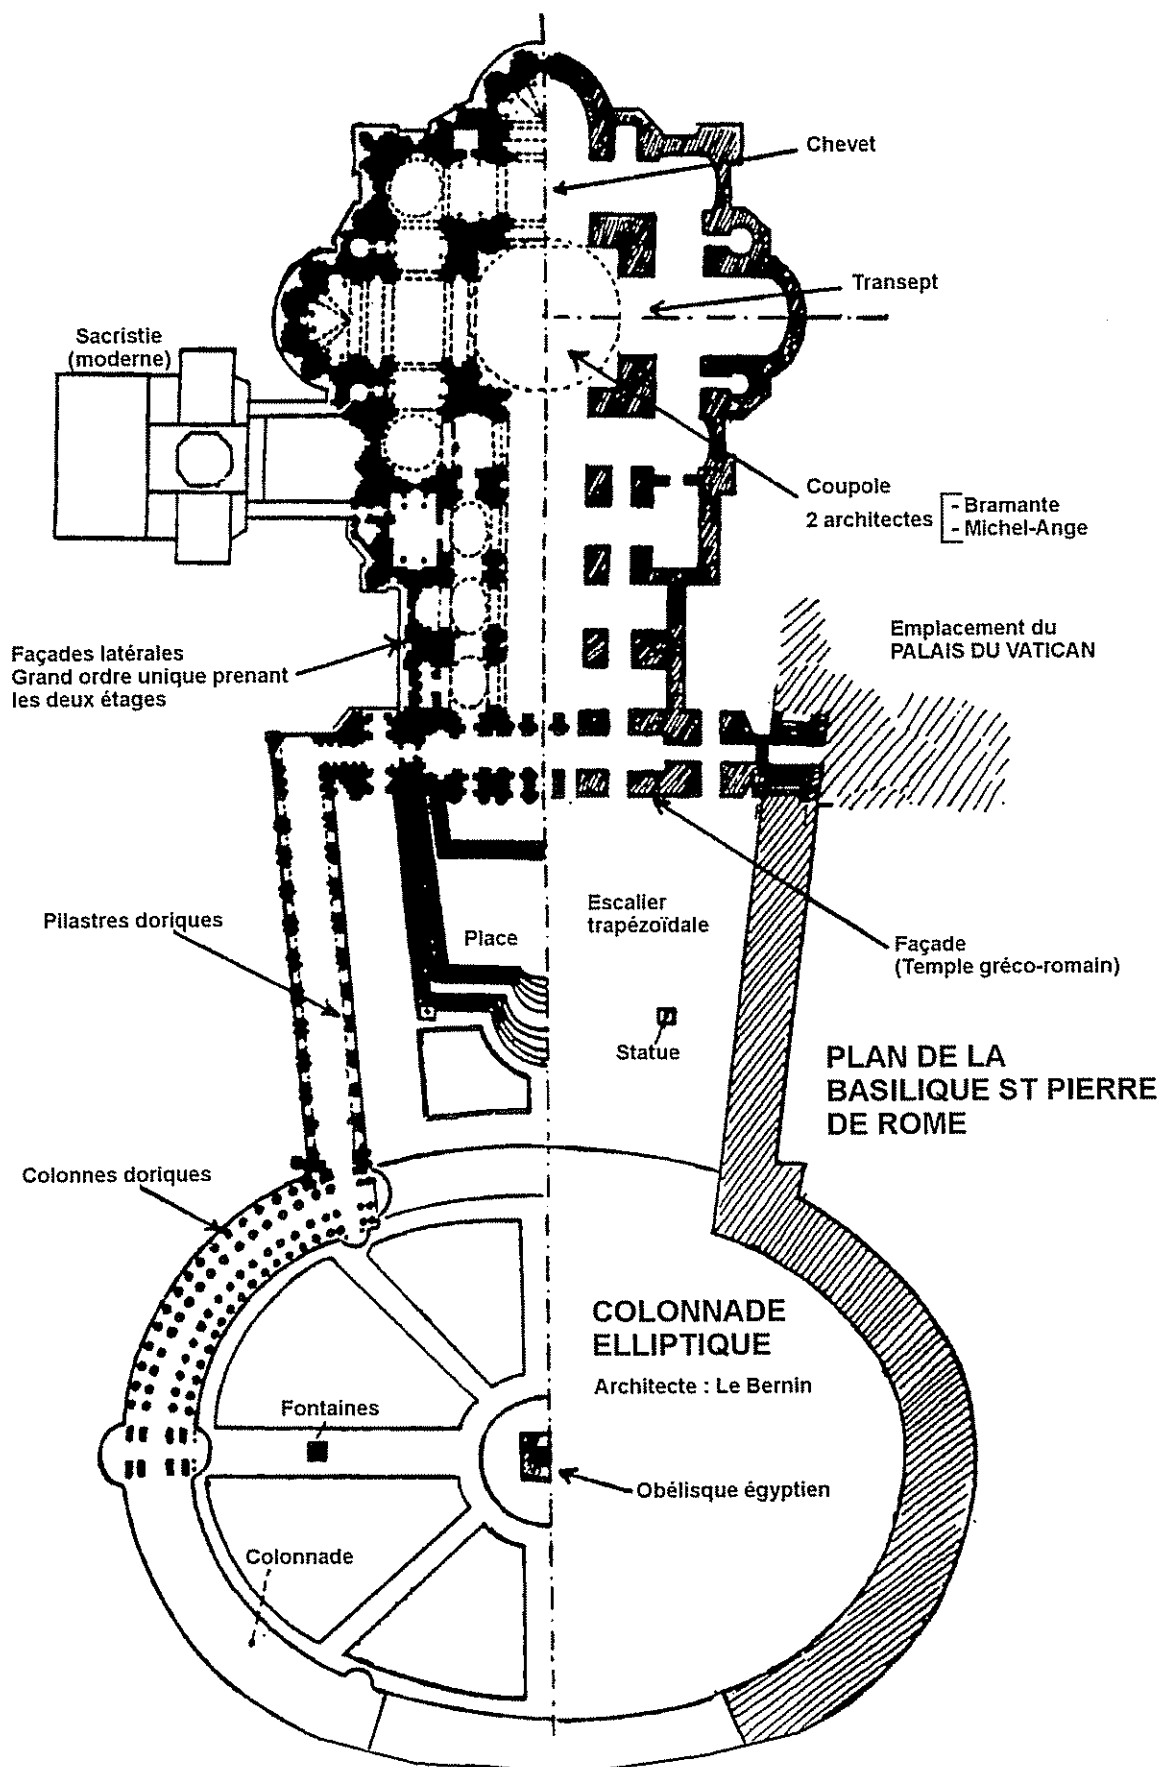 Chevet
Transept
Sacristie
(moderne)
Coupole
2 architectes
- Bramante
- Michel-Ange
Emplacement du
PALAIS DU VATICAN
Façades latérales
Grand ordre unique prenant
les deux étages
Pilastres doriques
Place
Escalier
trapézoïdale
Façade
(Temple gréco-romain)
Statue
PLAN DE LA
BASILIQUE ST PIERRE
DE ROME
Colonnes doriques
COLONNADE
ELLIPTIQUE
Architecte : Le Bernin
Fontaines
Obélisque égyptien
Colonnade